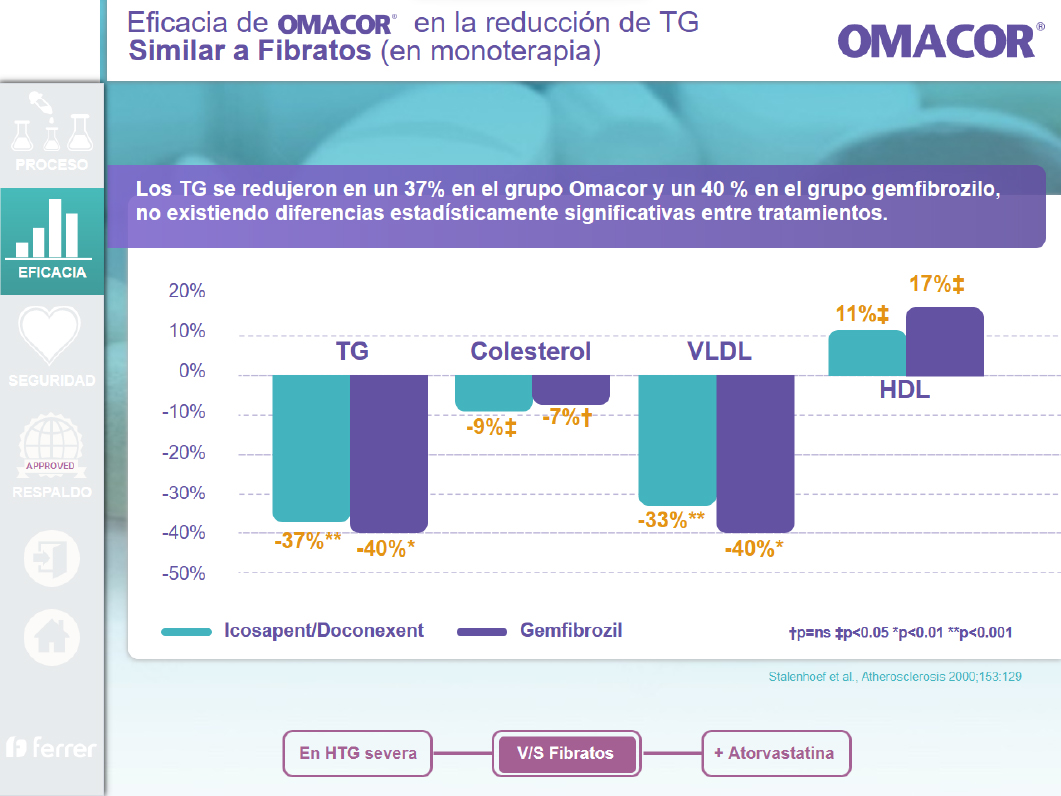 Eficacia de OMACOR® en la reducción de TG
Similar a Fibratos (en monoterapia)
OMACOR®
PROCESO
EFICACIA
SEGURIDAD
APPROVED
RESPALDO
ferrer
Los TG se redujeron en un 37% en el grupo Omacor y un 40 % en el grupo gemfibrozilo,
no existiendo diferencias estadísticamente significativas entre tratamientos.
20%
10%
0%
-10%
-20%
-30%
-40%
-50%
TG
Colesterol
VLDL
HDL
-37%**
-40%*
-9%‡
-7%†
-33%**
-40%*
11%‡
17%‡
Icosapent/Doconexent
Gemfibrozil
†p=ns ‡p<0.05 *p<0.01 **p<0.001
Stalenhoef et al., Atherosclerosis 2000;153:129
En HTG severa
V/S Fibratos
+ Atorvastatina